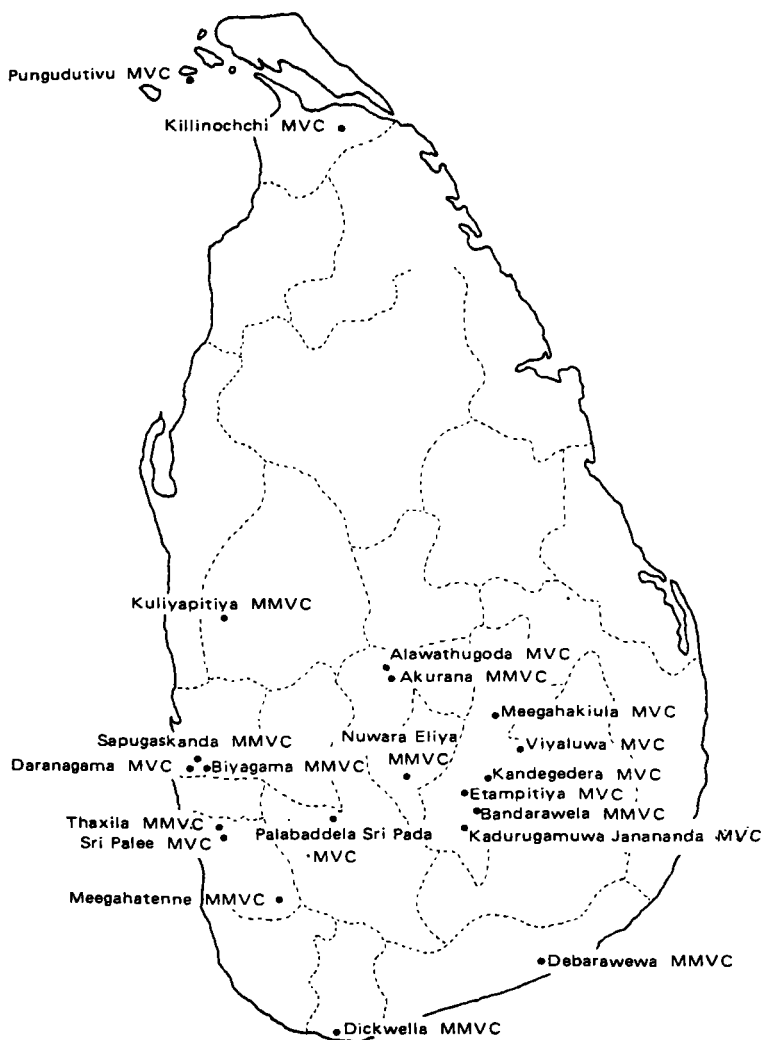 Pungudutivu MVC
Killinochchi MVC
Kuliyapitiya MMVC
Alawathugoda MVC
Akurana MMVC
Meegahakiula MVC
Nuwara Eliya
MMVC
Sapugaskanda MMVC
Viyaluwa MVC
Daranagama MVC
Biyagama MMVC
Kandegedera MVC
Etampitiya MVC
Bandarawela MMVC
Thaxila MMVC
Palabaddela Sri Pada
MVC
Kadurugamuwa Janananda MVC
Sri Palee MVC
Meegahatenne MMVC
Debarawewa MMVC
Dickwella MMVC